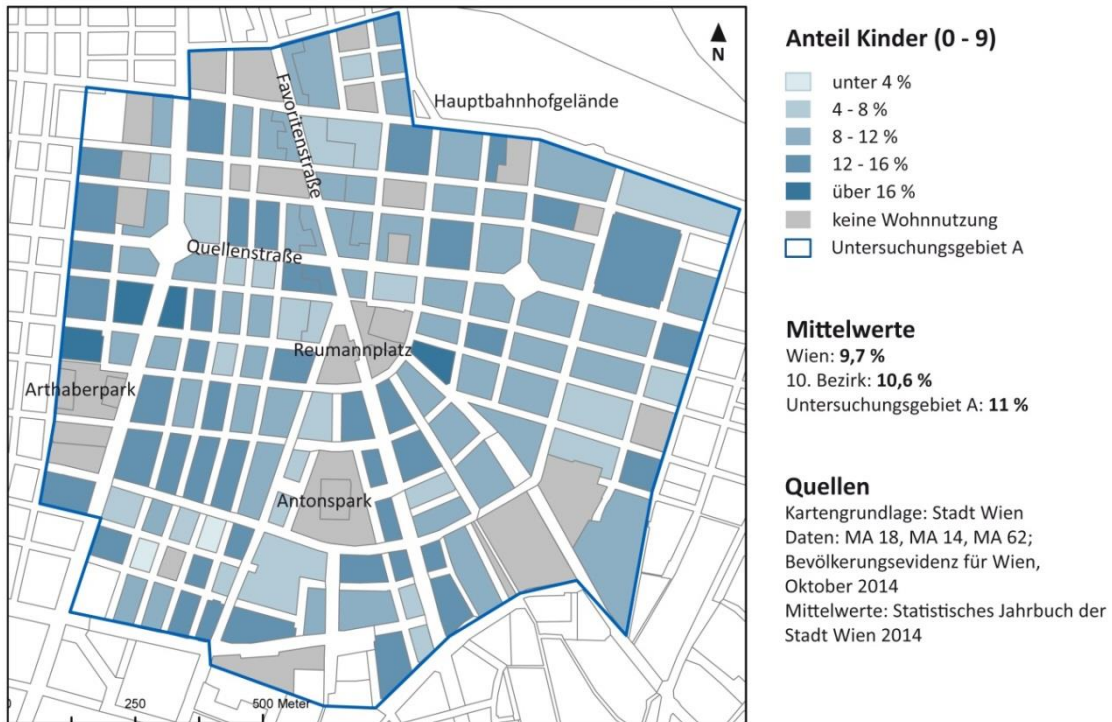 N
Hauptbahnhofgelände
Favoritenstraße
Quellenstraße
Reumannplatz
Arthaberpark
Antonspark
250
500 Meter
Anteil Kinder (0 - 9)
unter 4 %
4 - 8 %
8 - 12 %
12 - 16 %
über 16 %
keine Wohnnutzung
Untersuchungsgebiet A
Mittelwerte
Wien: 9,7 %
10. Bezirk: 10,6 %
Untersuchungsgebiet A: 11 %
Quellen
Kartengrundlage: Stadt Wien
Daten: MA 18, MA 14, MA 62;
Bevölkerungsevidenz für Wien,
Oktober 2014
Mittelwerte: Statistisches Jahrbuch der
Stadt Wien 2014